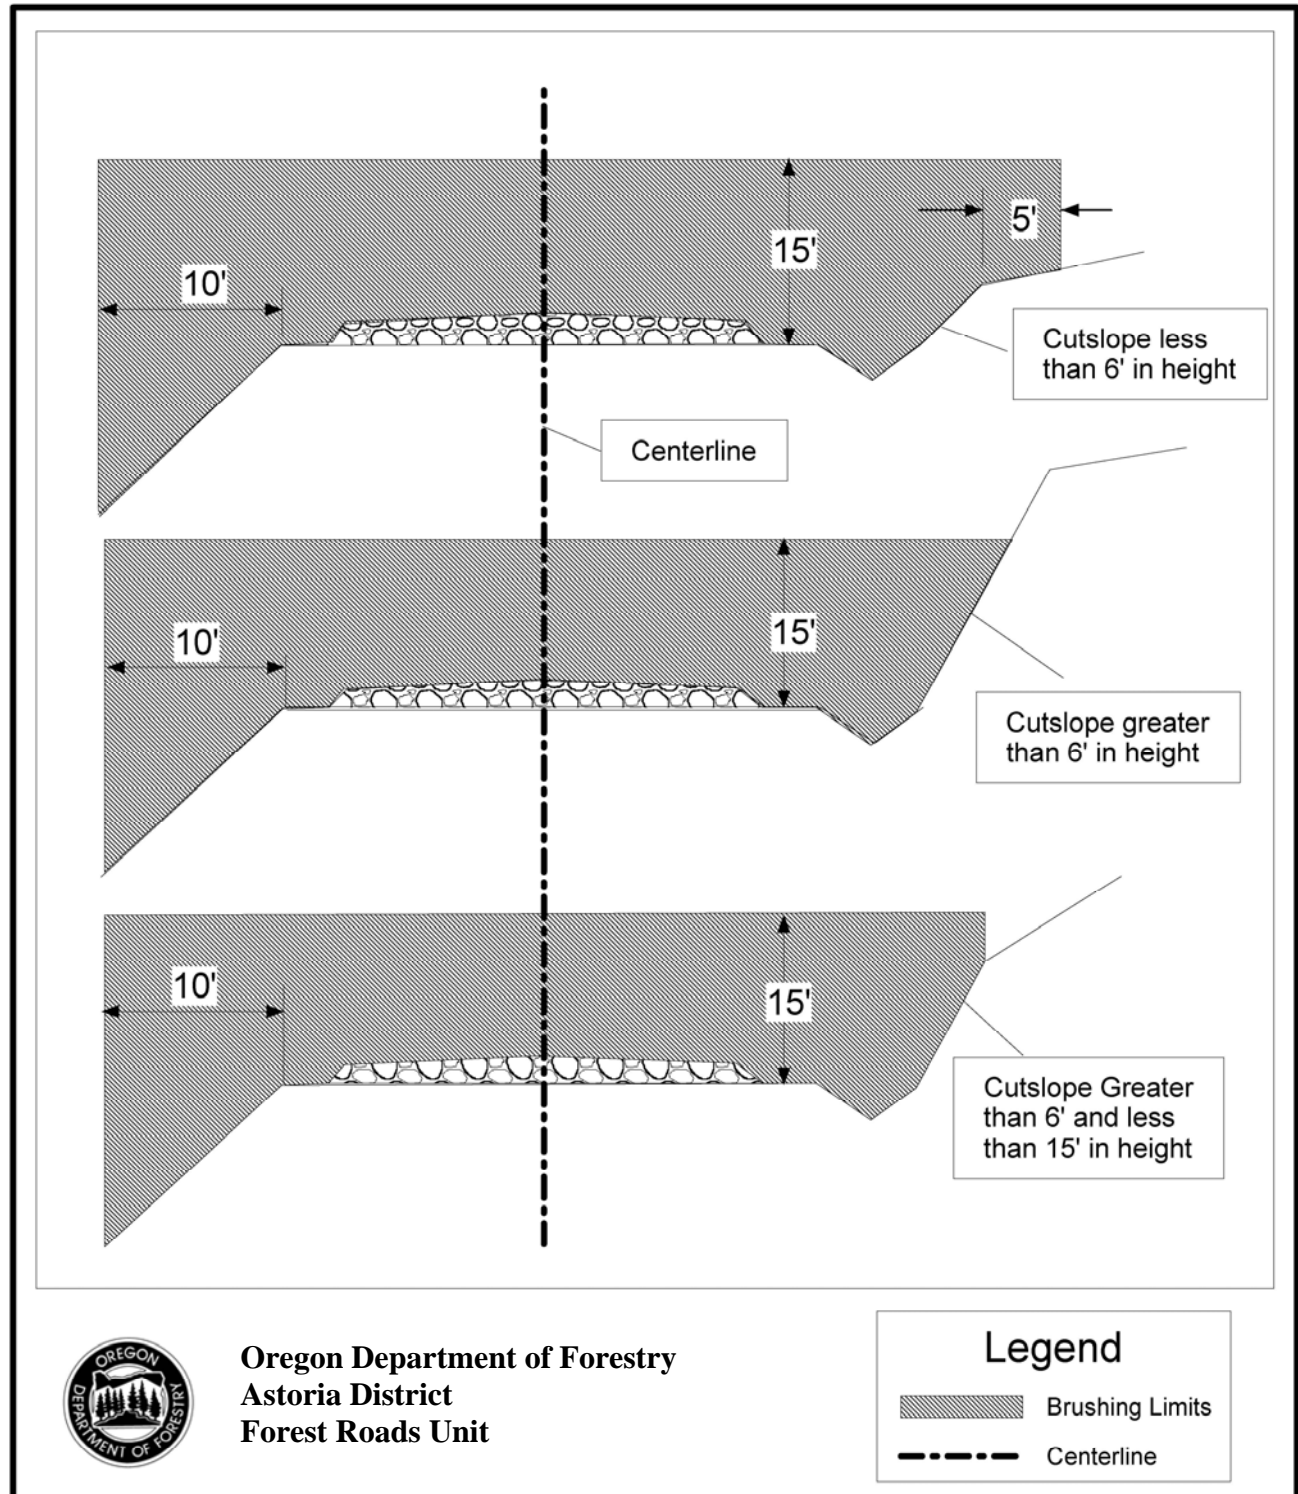 5'
15'
10'
Cutslope less
than 6' in height
Centerline
15'
10'
Cutslope greater
than 6' in height
10'
15'
Cutslope Greater
than 6' and less
than 15' in height
OREGON
DEPARTMENT OF FORESTRY
Oregon Department of Forestry
Astoria District
Forest Roads Unit
Legend
Brushing Limits
Centerline